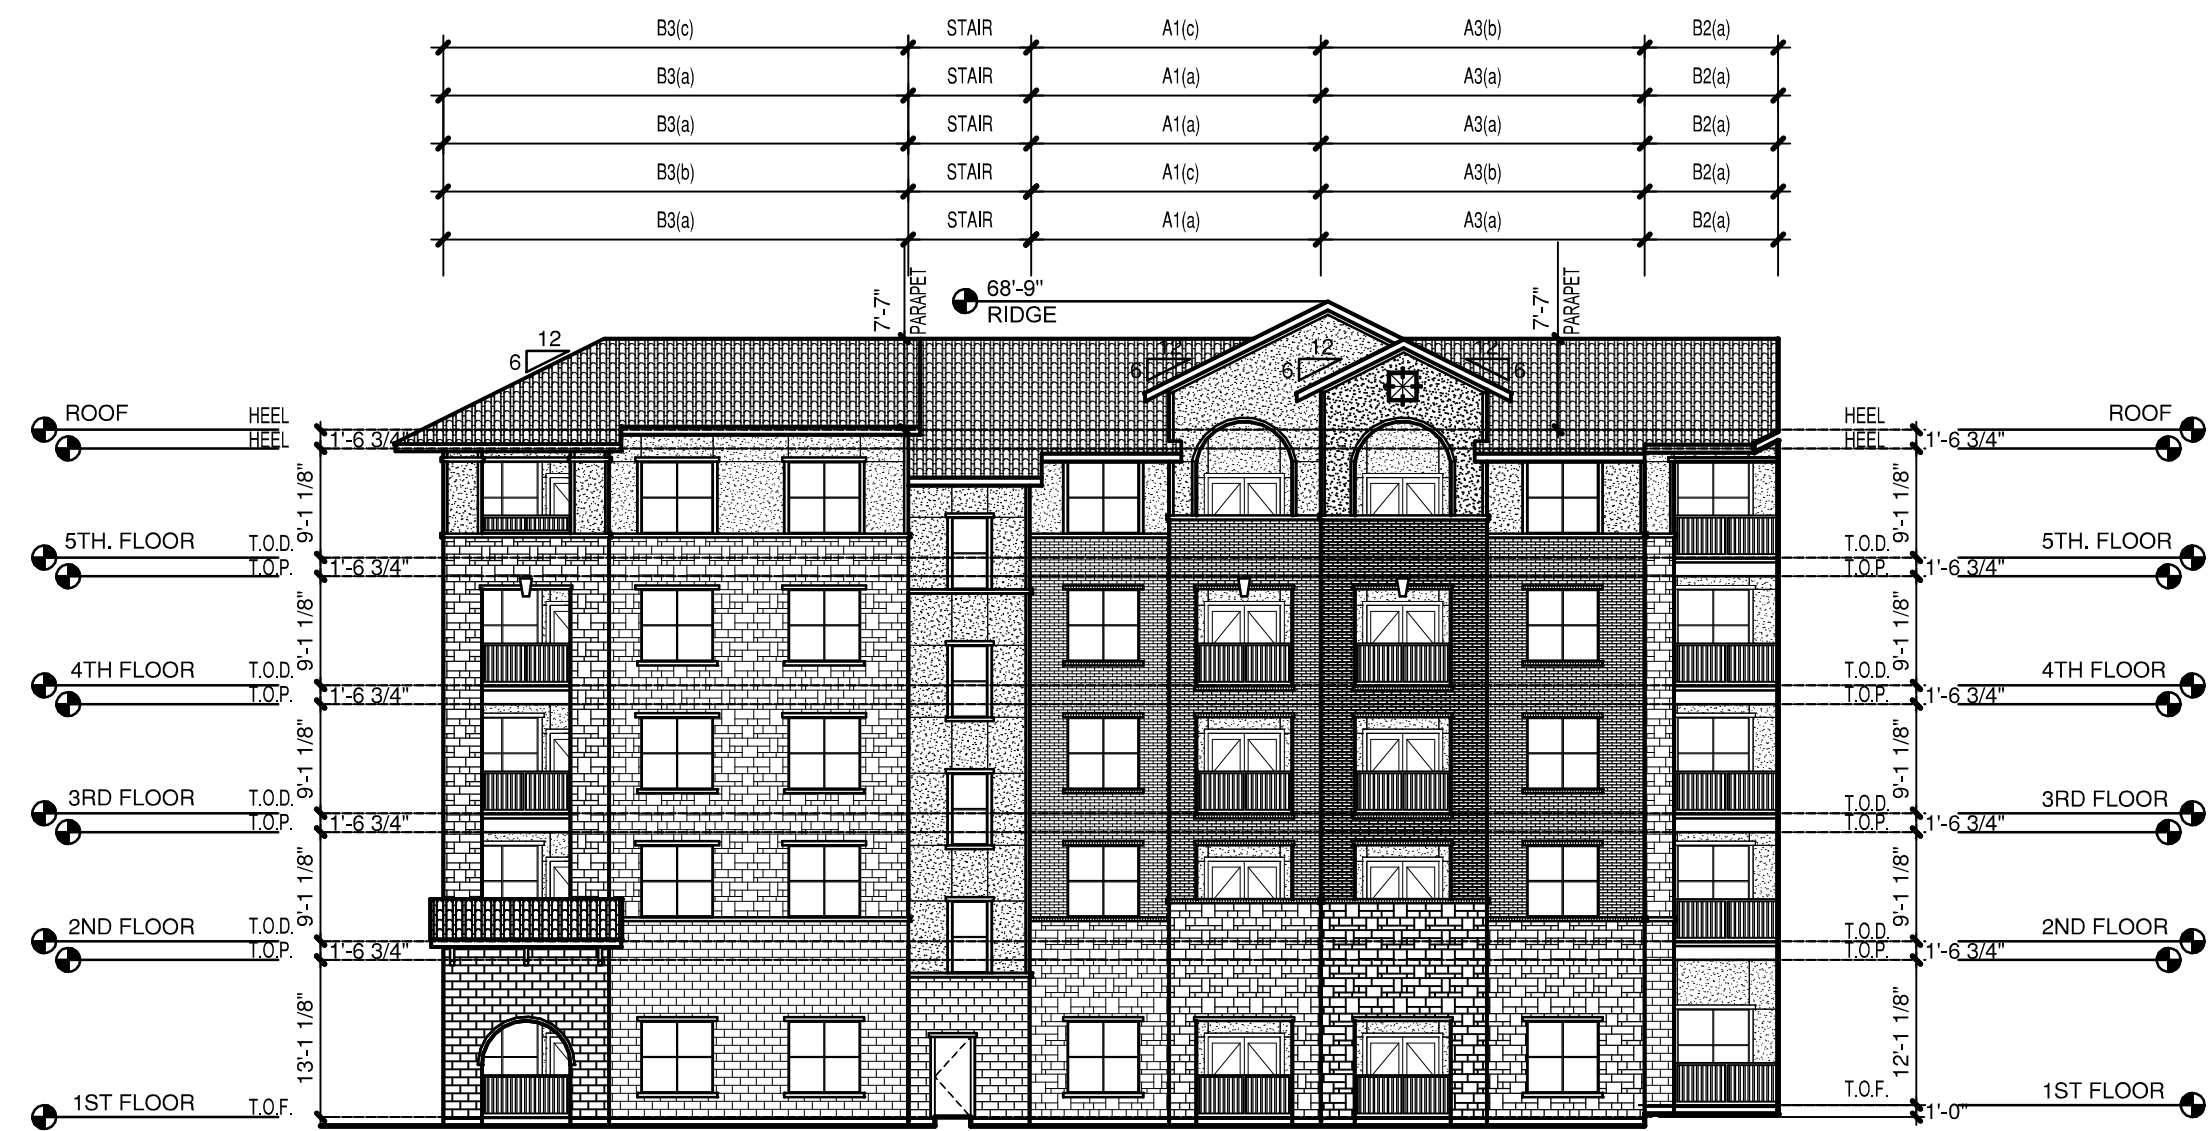 B3(c) STAIR A1(c) A3(b) B2(a)
B3(a) STAIR A1(a) A3(a) B2(a)
B3(a) STAIR A1(a) A3(a) B2(a)
B3(b) STAIR A1(c) A3(b) B2(a)
B3(a) STAIR A1(a) A3(a) B2(a)
7'-7"
PARAPET
68'-9"
RIDGE
7'-7"
PARAPET
12
6
12
6
12
6
12
6
ROOF HEEL
HEEL 1'-6 3/4"
9'-1 1/8"
5TH. FLOOR T.O.D.
T.O.P. 1'-6 3/4"
9'-1 1/8"
4TH FLOOR T.O.D.
T.O.P. 1'-6 3/4"
9'-1 1/8"
3RD FLOOR T.O.D.
T.O.P. 1'-6 3/4"
9'-1 1/8"
2ND FLOOR T.O.D.
T.O.P. 1'-6 3/4"
13'-1 1/8"
1ST FLOOR T.O.F.
HEEL ROOF
HEEL 1'-6 3/4"
9'-1 1/8"
T.O.D. 5TH. FLOOR
T.O.P. 1'-6 3/4"
9'-1 1/8"
T.O.D. 4TH FLOOR
T.O.P. 1'-6 3/4"
9'-1 1/8"
T.O.D. 3RD FLOOR
T.O.P. 1'-6 3/4"
9'-1 1/8"
T.O.D. 2ND FLOOR
T.O.P. 1'-6 3/4"
12'-1 1/8"
T.O.F. 1ST FLOOR
1'-0"